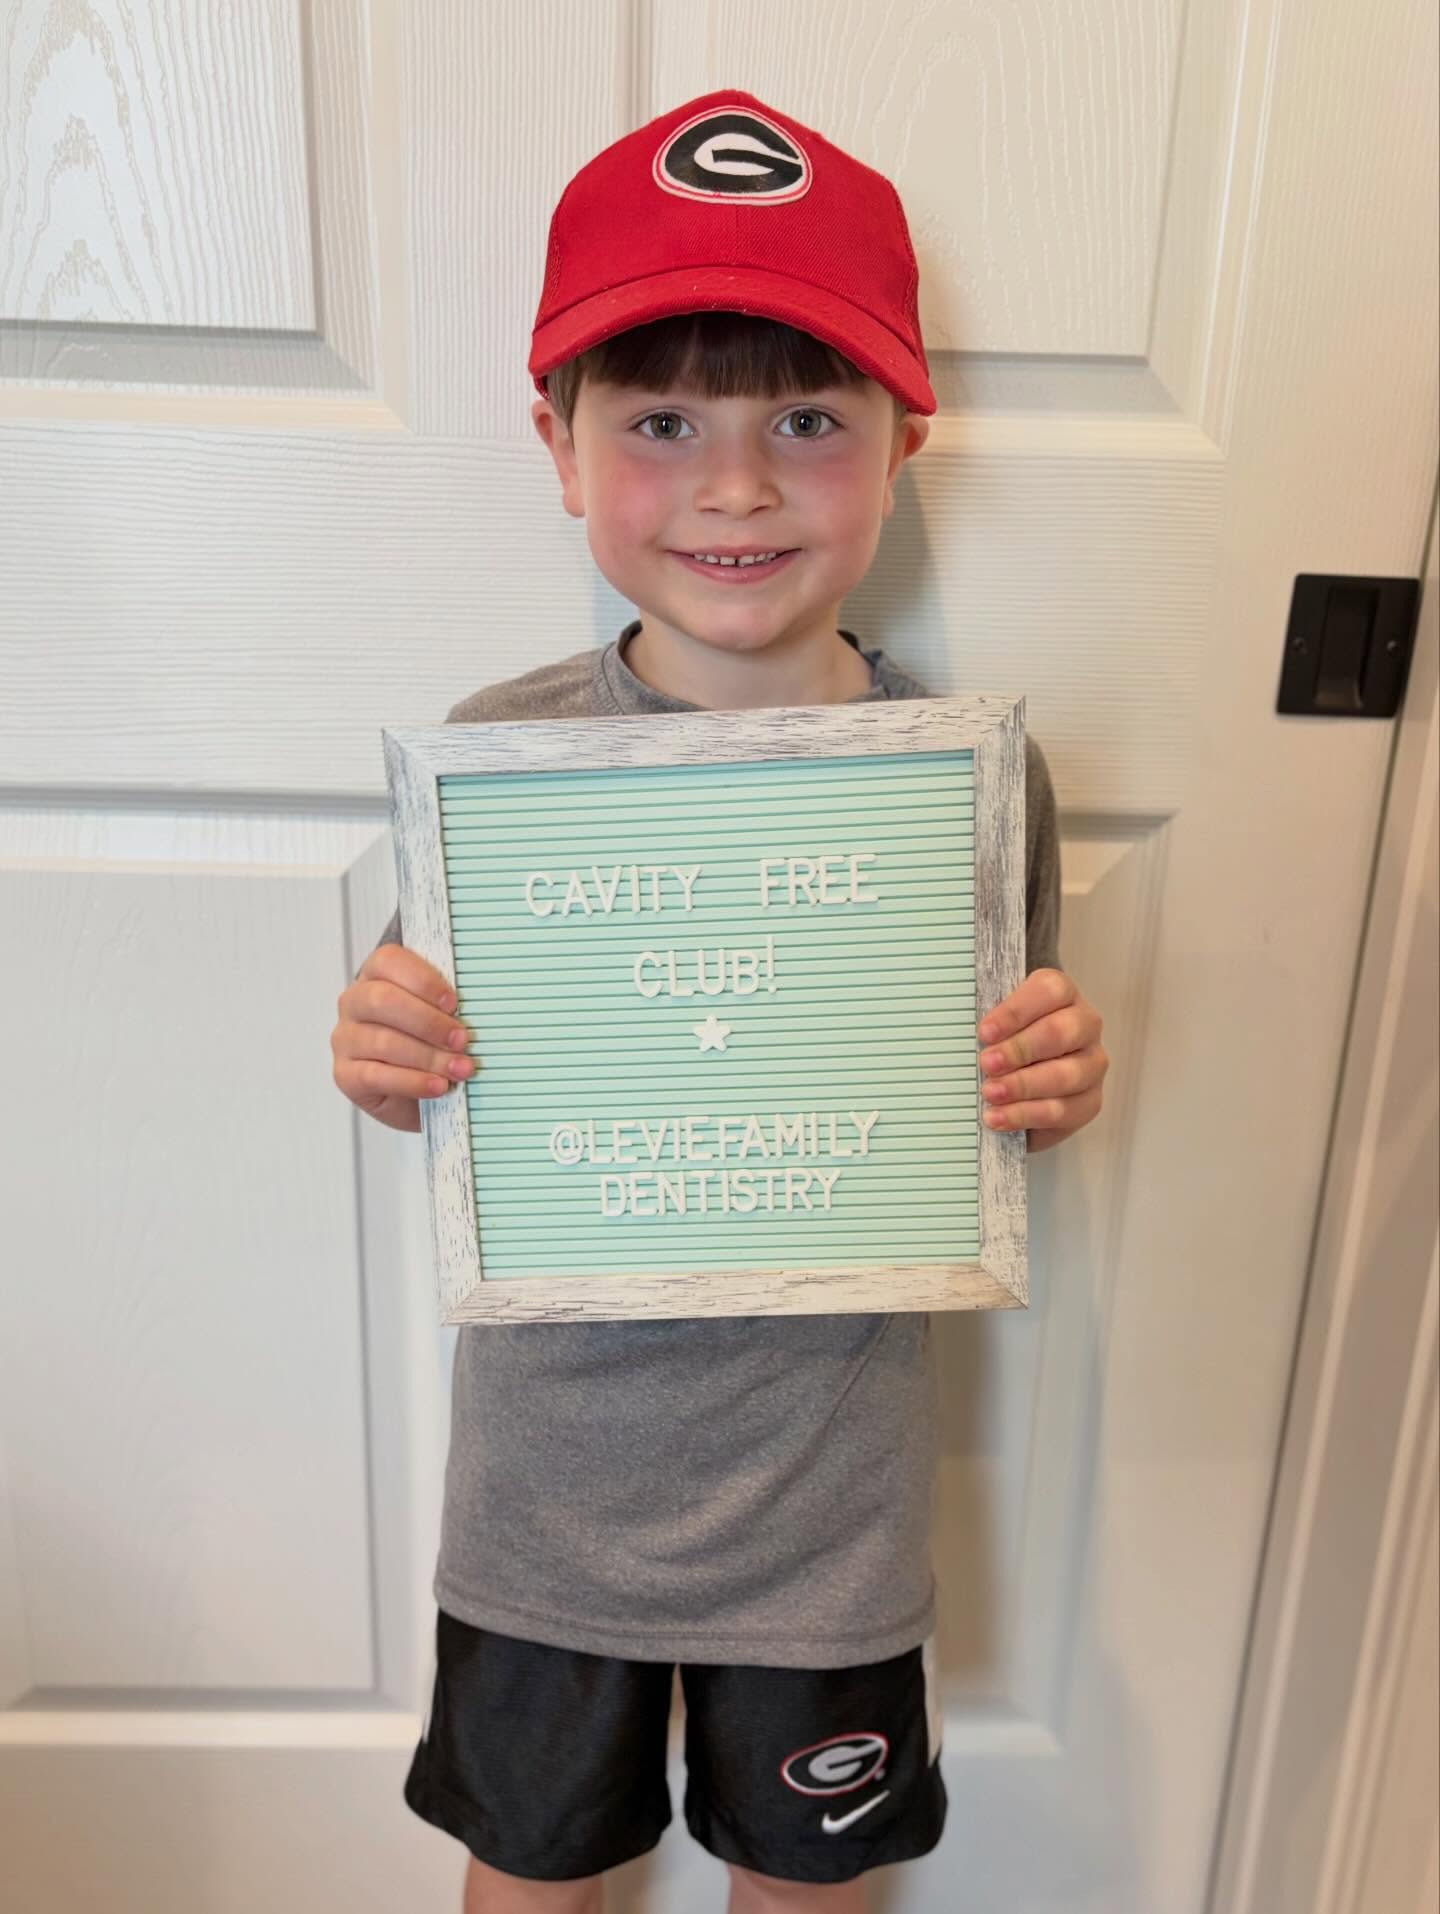 G
CAVITY FREE
CLUB!
@LEVIEFAMILY
DENTISTRY
G